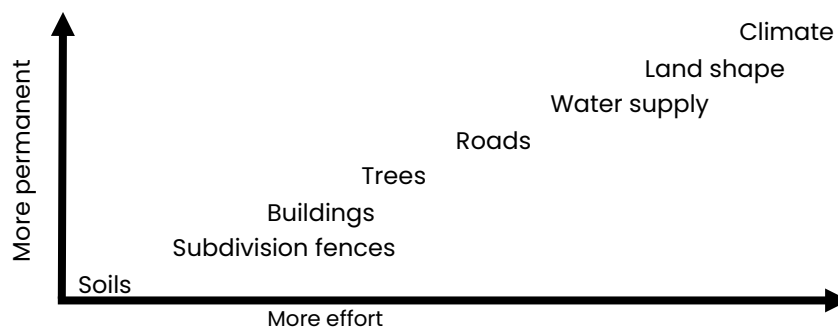 Climate
Land shape
Water supply
Roads
Trees
Buildings
Subdivision fences
Soils
More permanent
More effort